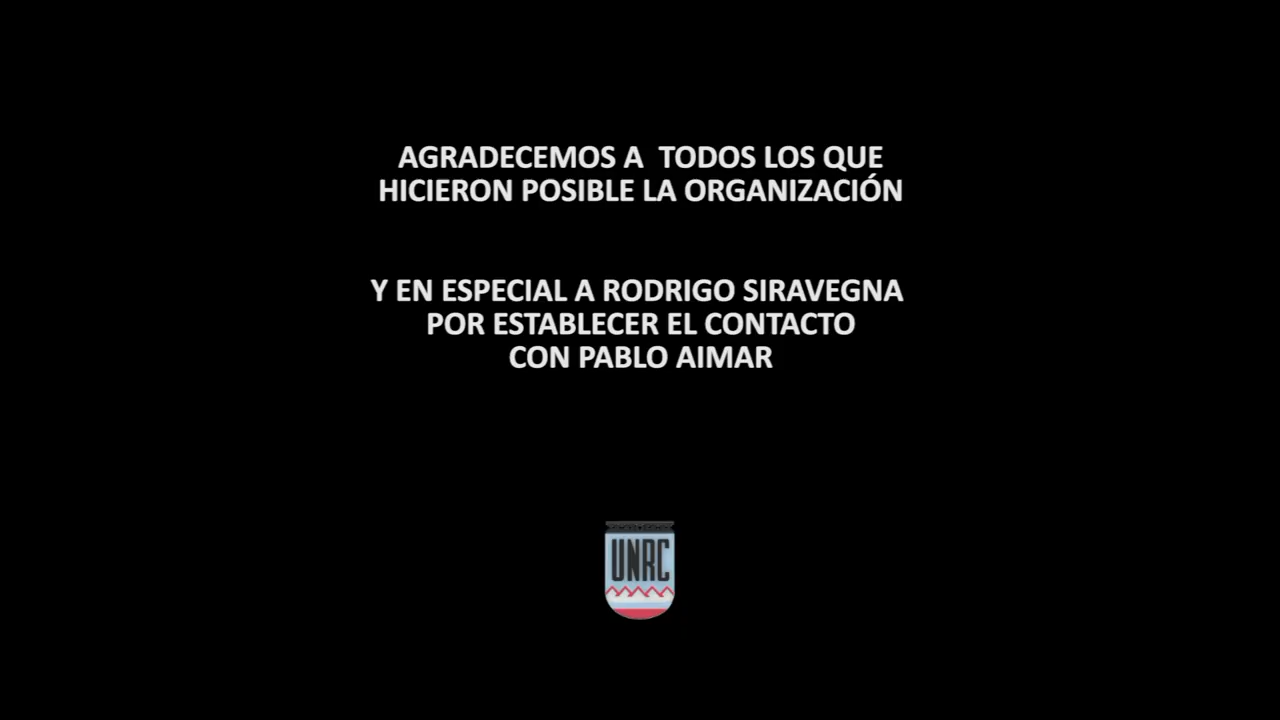 AGRADECEMOS A  TODOS LOS QUE
HICIERON POSIBLE LA ORGANIZACIÓN
Y EN ESPECIAL A RODRIGO SIRAVEGNA
POR ESTABLECER EL CONTACTO
CON PABLO AIMAR
UNRC